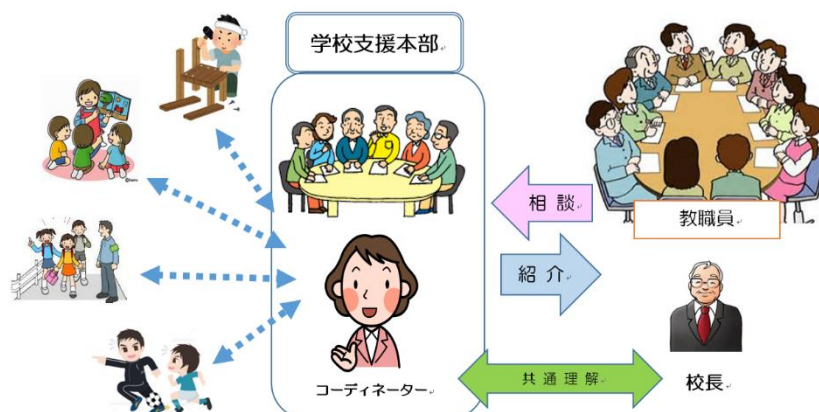 学校支援本部
相談
教職員
紹介
コーディネーター
共通理解
校長